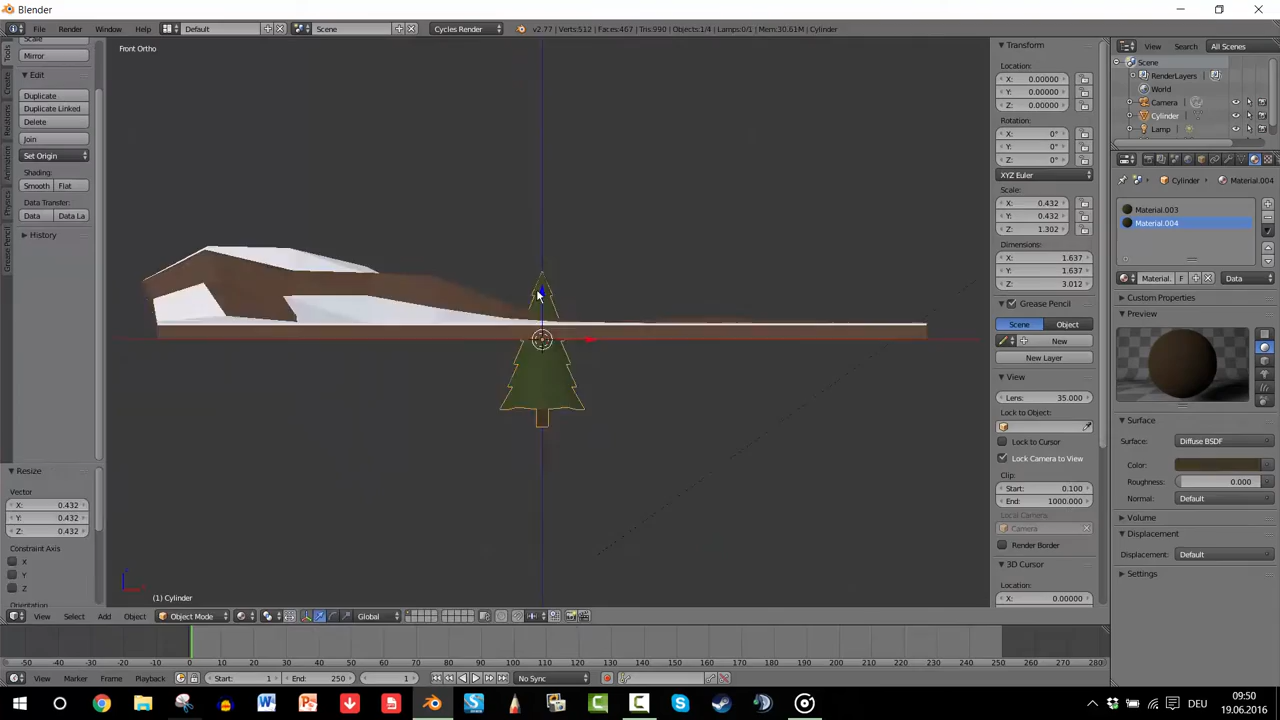 Blender
File Render Window Help Default Scene Cycles Render v2.77 | Verts:512 | Faces:467 | Tris:990 | Objects:1/4 | Lamps:0/1 | Mem:30.61M | Cylinder
Front Ortho
Tools
Create
Relations
Animation
Physics
Grease Pencil
Scale
Mirror
Edit
Duplicate
Duplicate Linked
Delete
Join
Set Origin
Shading:
Smooth Flat
Data Transfer:
Data Data La
History
Resize
Vector
X: 0.432
Y: 0.432
Z: 0.432
Constraint Axis
X
Y
Z
Orientation
(1) Cylinder
View Select Add Object Object Mode Global
Transform
Location:
X: 0.00000
Y: 0.00000
Z: 0.00000
Rotation:
X: 0°
Y: 0°
Z: 0°
XYZ Euler
Scale:
X: 0.432
Y: 0.432
Z: 1.302
Dimensions:
X: 1.637
Y: 1.637
Z: 3.012
Grease Pencil
Scene Object
New
New Layer
View
Lens: 35.000
Lock to Object:
Lock to Cursor
Lock Camera to View
Clip:
Start: 0.100
End: 1000.000
Local Camera:
Camera
Render Border
3D Cursor
Location:
X: 0.00000
View Search All Scenes
Scene
RenderLayers
World
Camera
Cylinder
Lamp
Cylinder Material.004
Material.003
Material.004
Material. F Data
Custom Properties
Preview
Surface
Surface: Diffuse BSDF
Color:
Roughness: 0.000
Normal: Default
Volume
Displacement
Displacement: Default
Settings
-50 -40 -30 -20 -10 0 10 20 30 40 50 60 70 80 90 100 110 120 130 140 150 160 170 180 190 200 210 220 230 240 250 260 270 280
View Marker Frame Playback Start: 1 End: 250 1 No Sync
DEU
09:50
19.06.2016